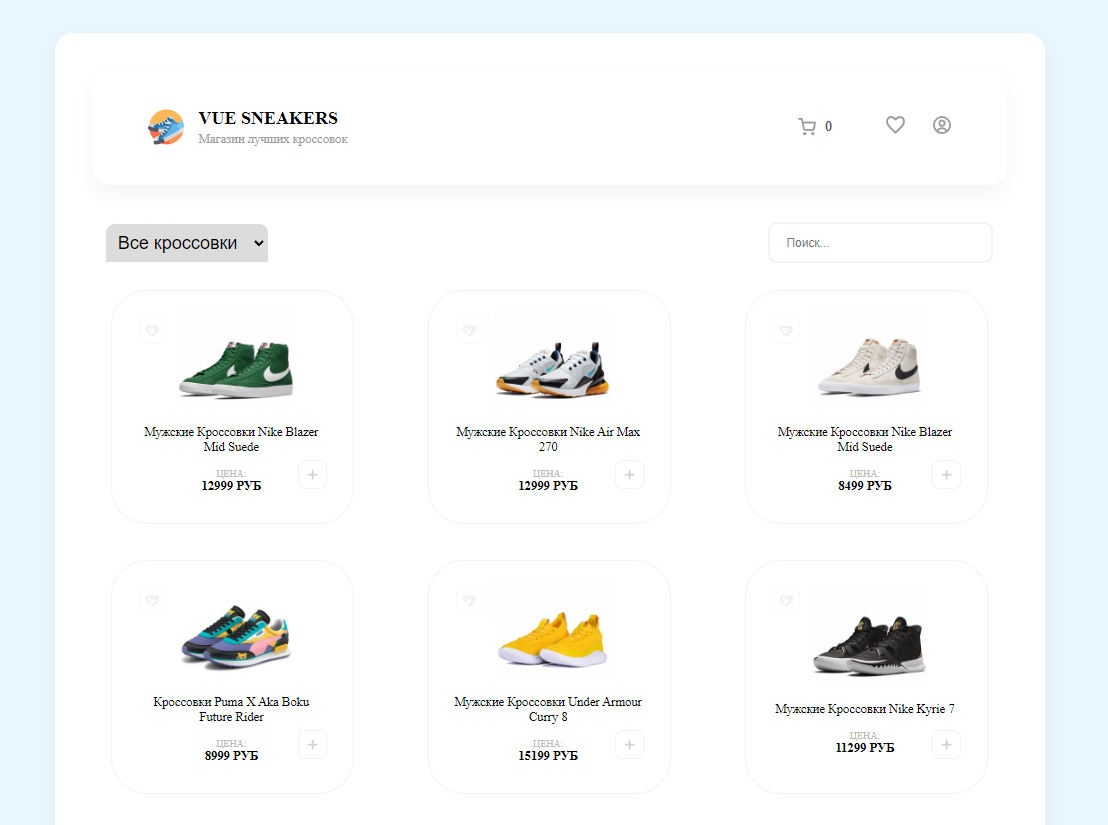 VUE SNEAKERS
Магазин лучших кроссовок
0
Все кроссовки
Поиск...
Мужские Кроссовки Nike Blazer
Mid Suede
ЦЕНА:
12999 РУБ
Мужские Кроссовки Nike Air Max
270
ЦЕНА:
12999 РУБ
Мужские Кроссовки Nike Blazer
Mid Suede
ЦЕНА:
8499 РУБ
Кроссовки Puma X Aka Boku
Future Rider
ЦЕНА:
8999 РУБ
Мужские Кроссовки Under Armour
Curry 8
ЦЕНА:
15199 РУБ
Мужские Кроссовки Nike Kyrie 7
ЦЕНА:
11299 РУБ